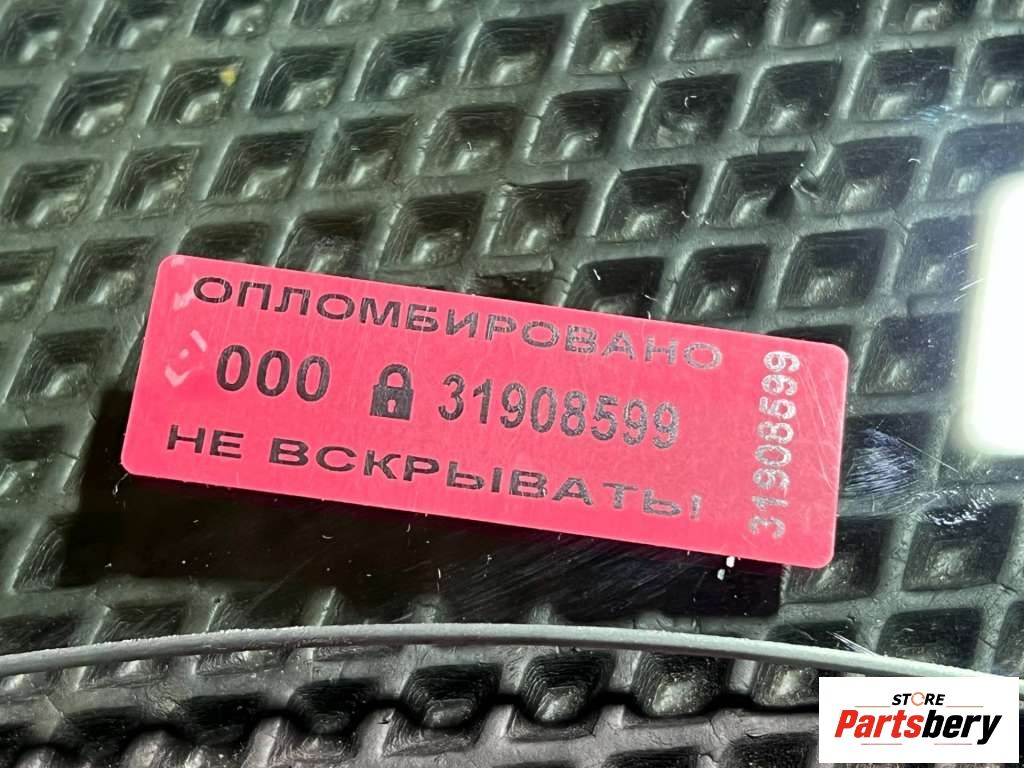 ОПЛОМБИРОВАНО
000 31908599
НЕ ВСКРЫВАТЬ!
31908599
STORE
Partsbery